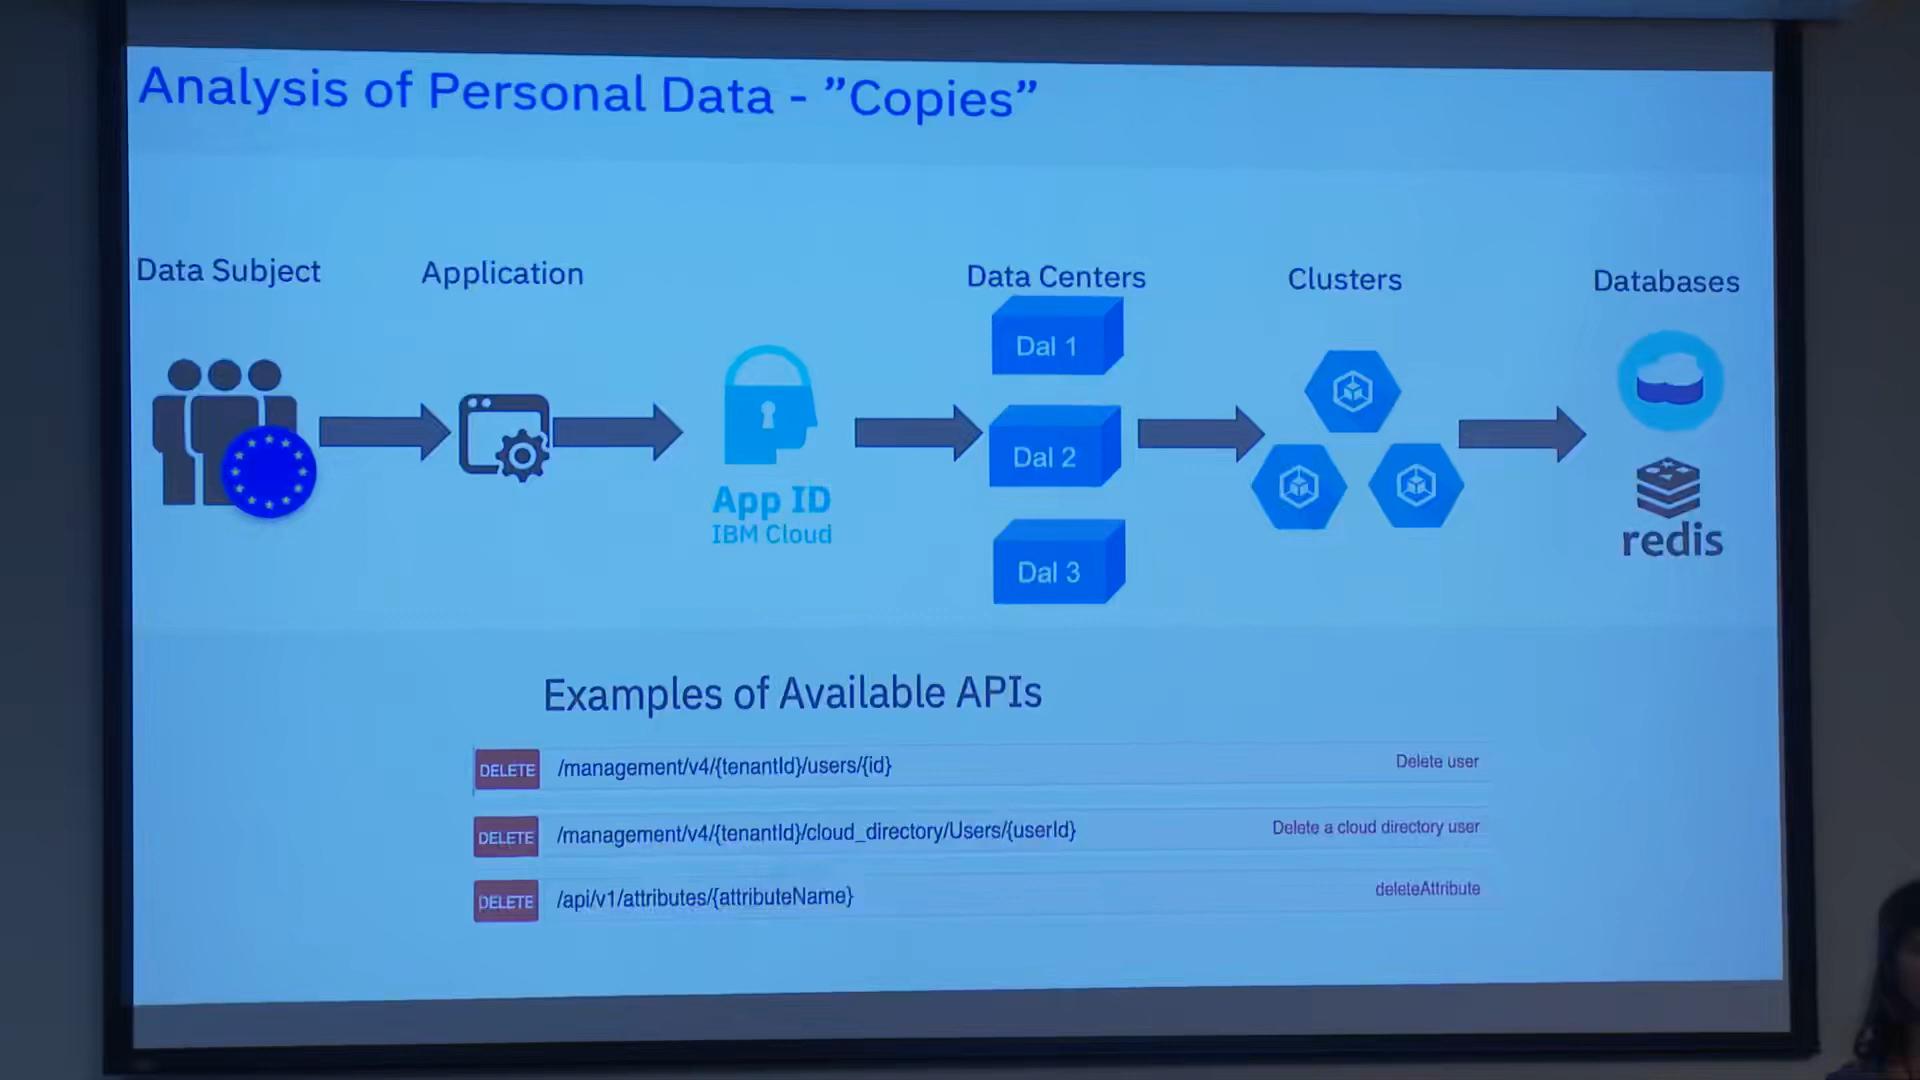 Analysis of Personal Data - ”Copies”
Data Subject
Application
Data Centers
Clusters
Databases
Dal 1
Dal 2
Dal 3
App ID
IBM Cloud
redis
Examples of Available APIs
DELETE /management/v4/{tenantId}/users/{id} Delete user
DELETE /management/v4/{tenantId}/cloud_directory/Users/{userId} Delete a cloud directory user
DELETE /api/v1/attributes/{attributeName} deleteAttribute